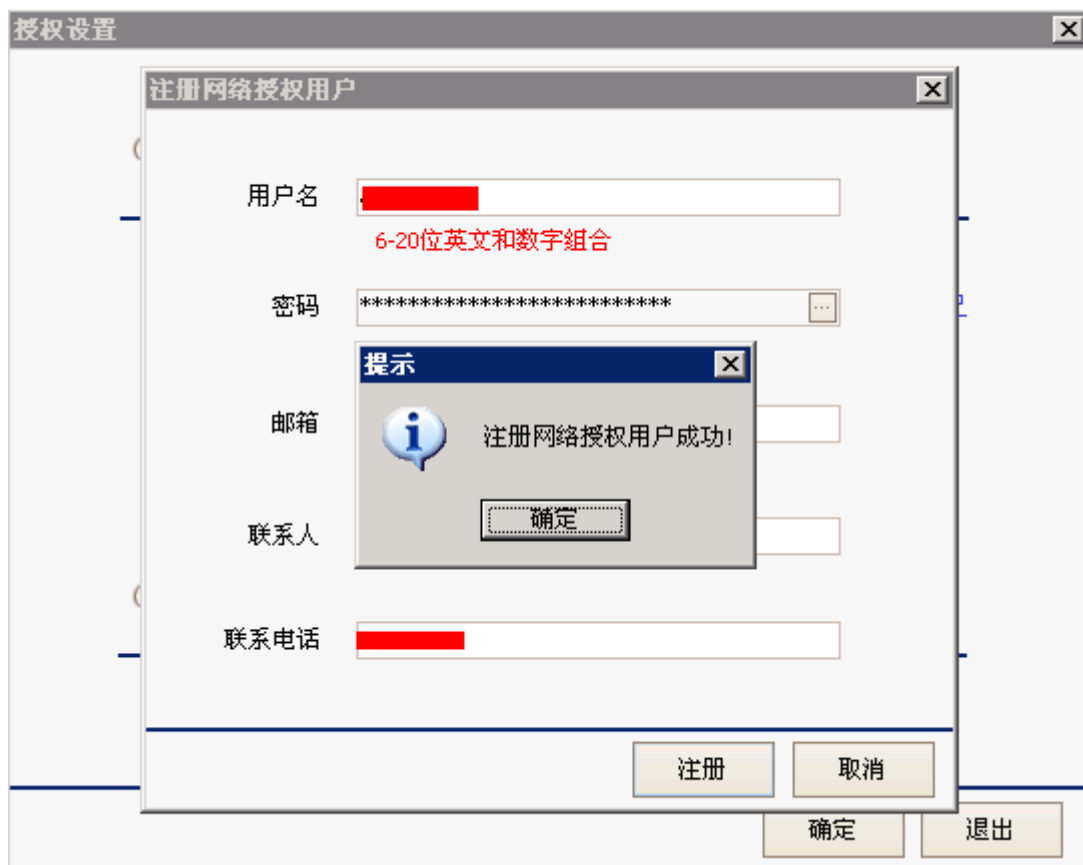 授权设置
注册网络授权用户
用户名
6-20位英文和数字组合
密码 **************************
...
提示
邮箱
注册网络授权用户成功!
确定
联系人
联系电话
注册 取消
确定 退出